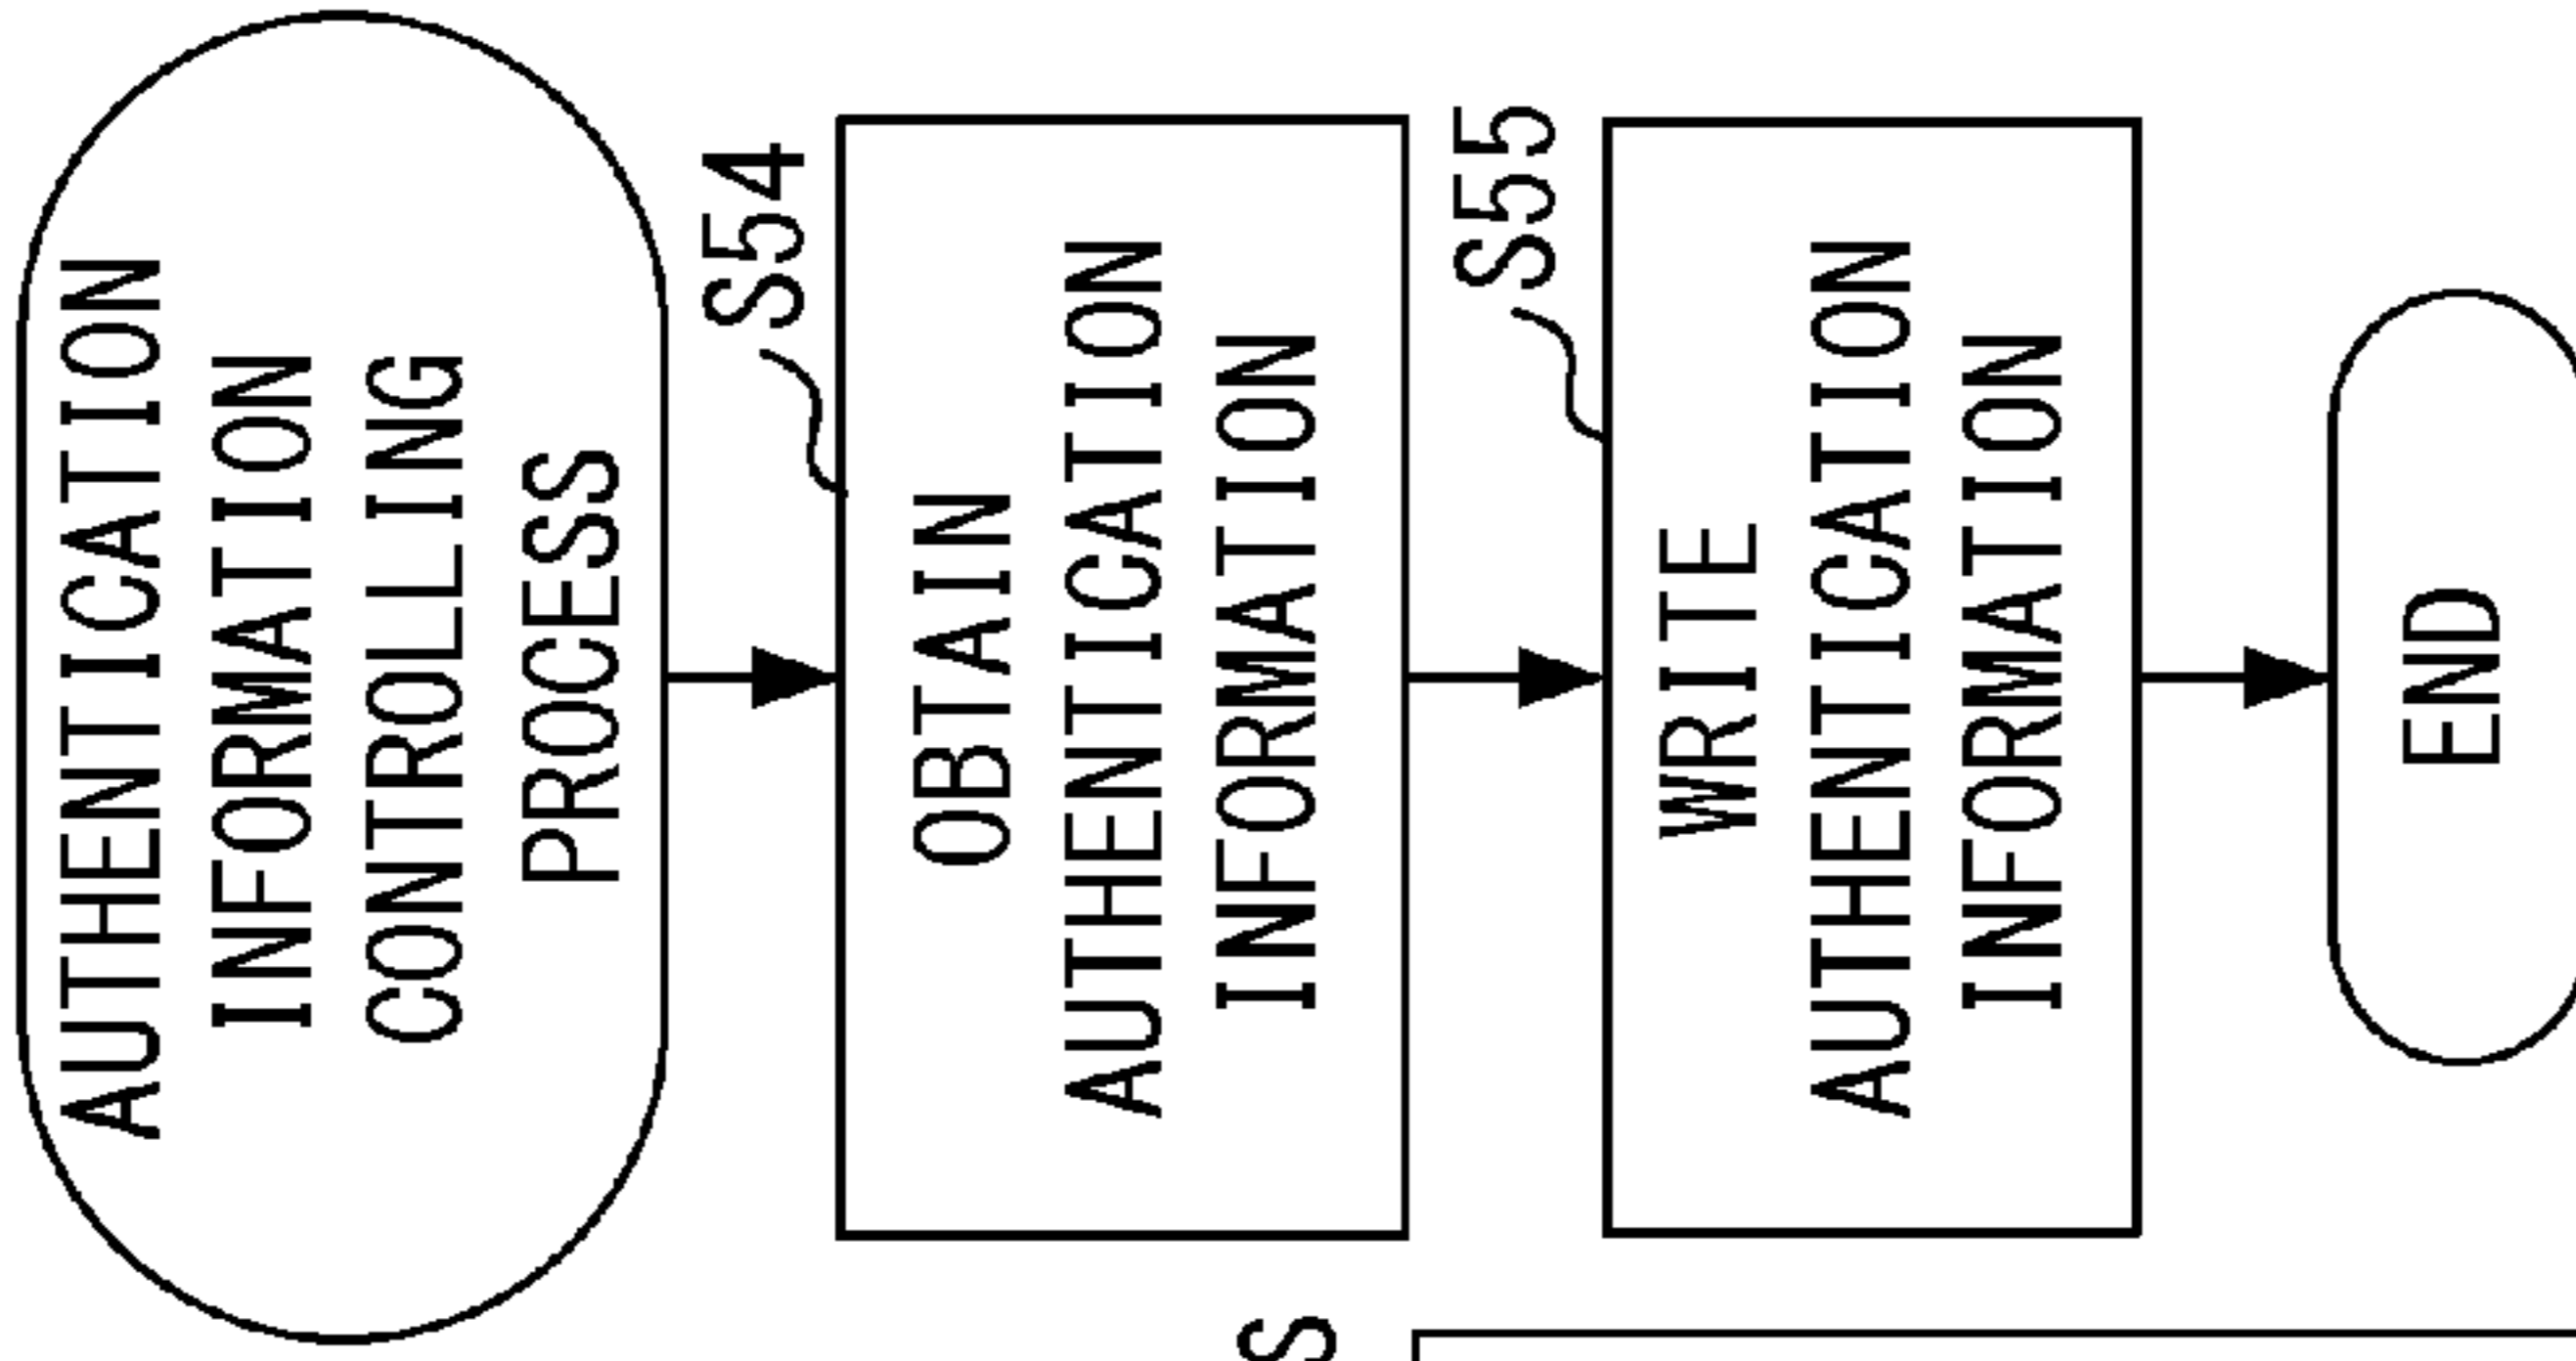 AUTHENTICATION
INFORMATION
CONTROLLING
PROCESS
S54
OBTAIN
AUTHENTICATION
INFORMATION
S55
WRITE
AUTHENTICATION
INFORMATION
END
S